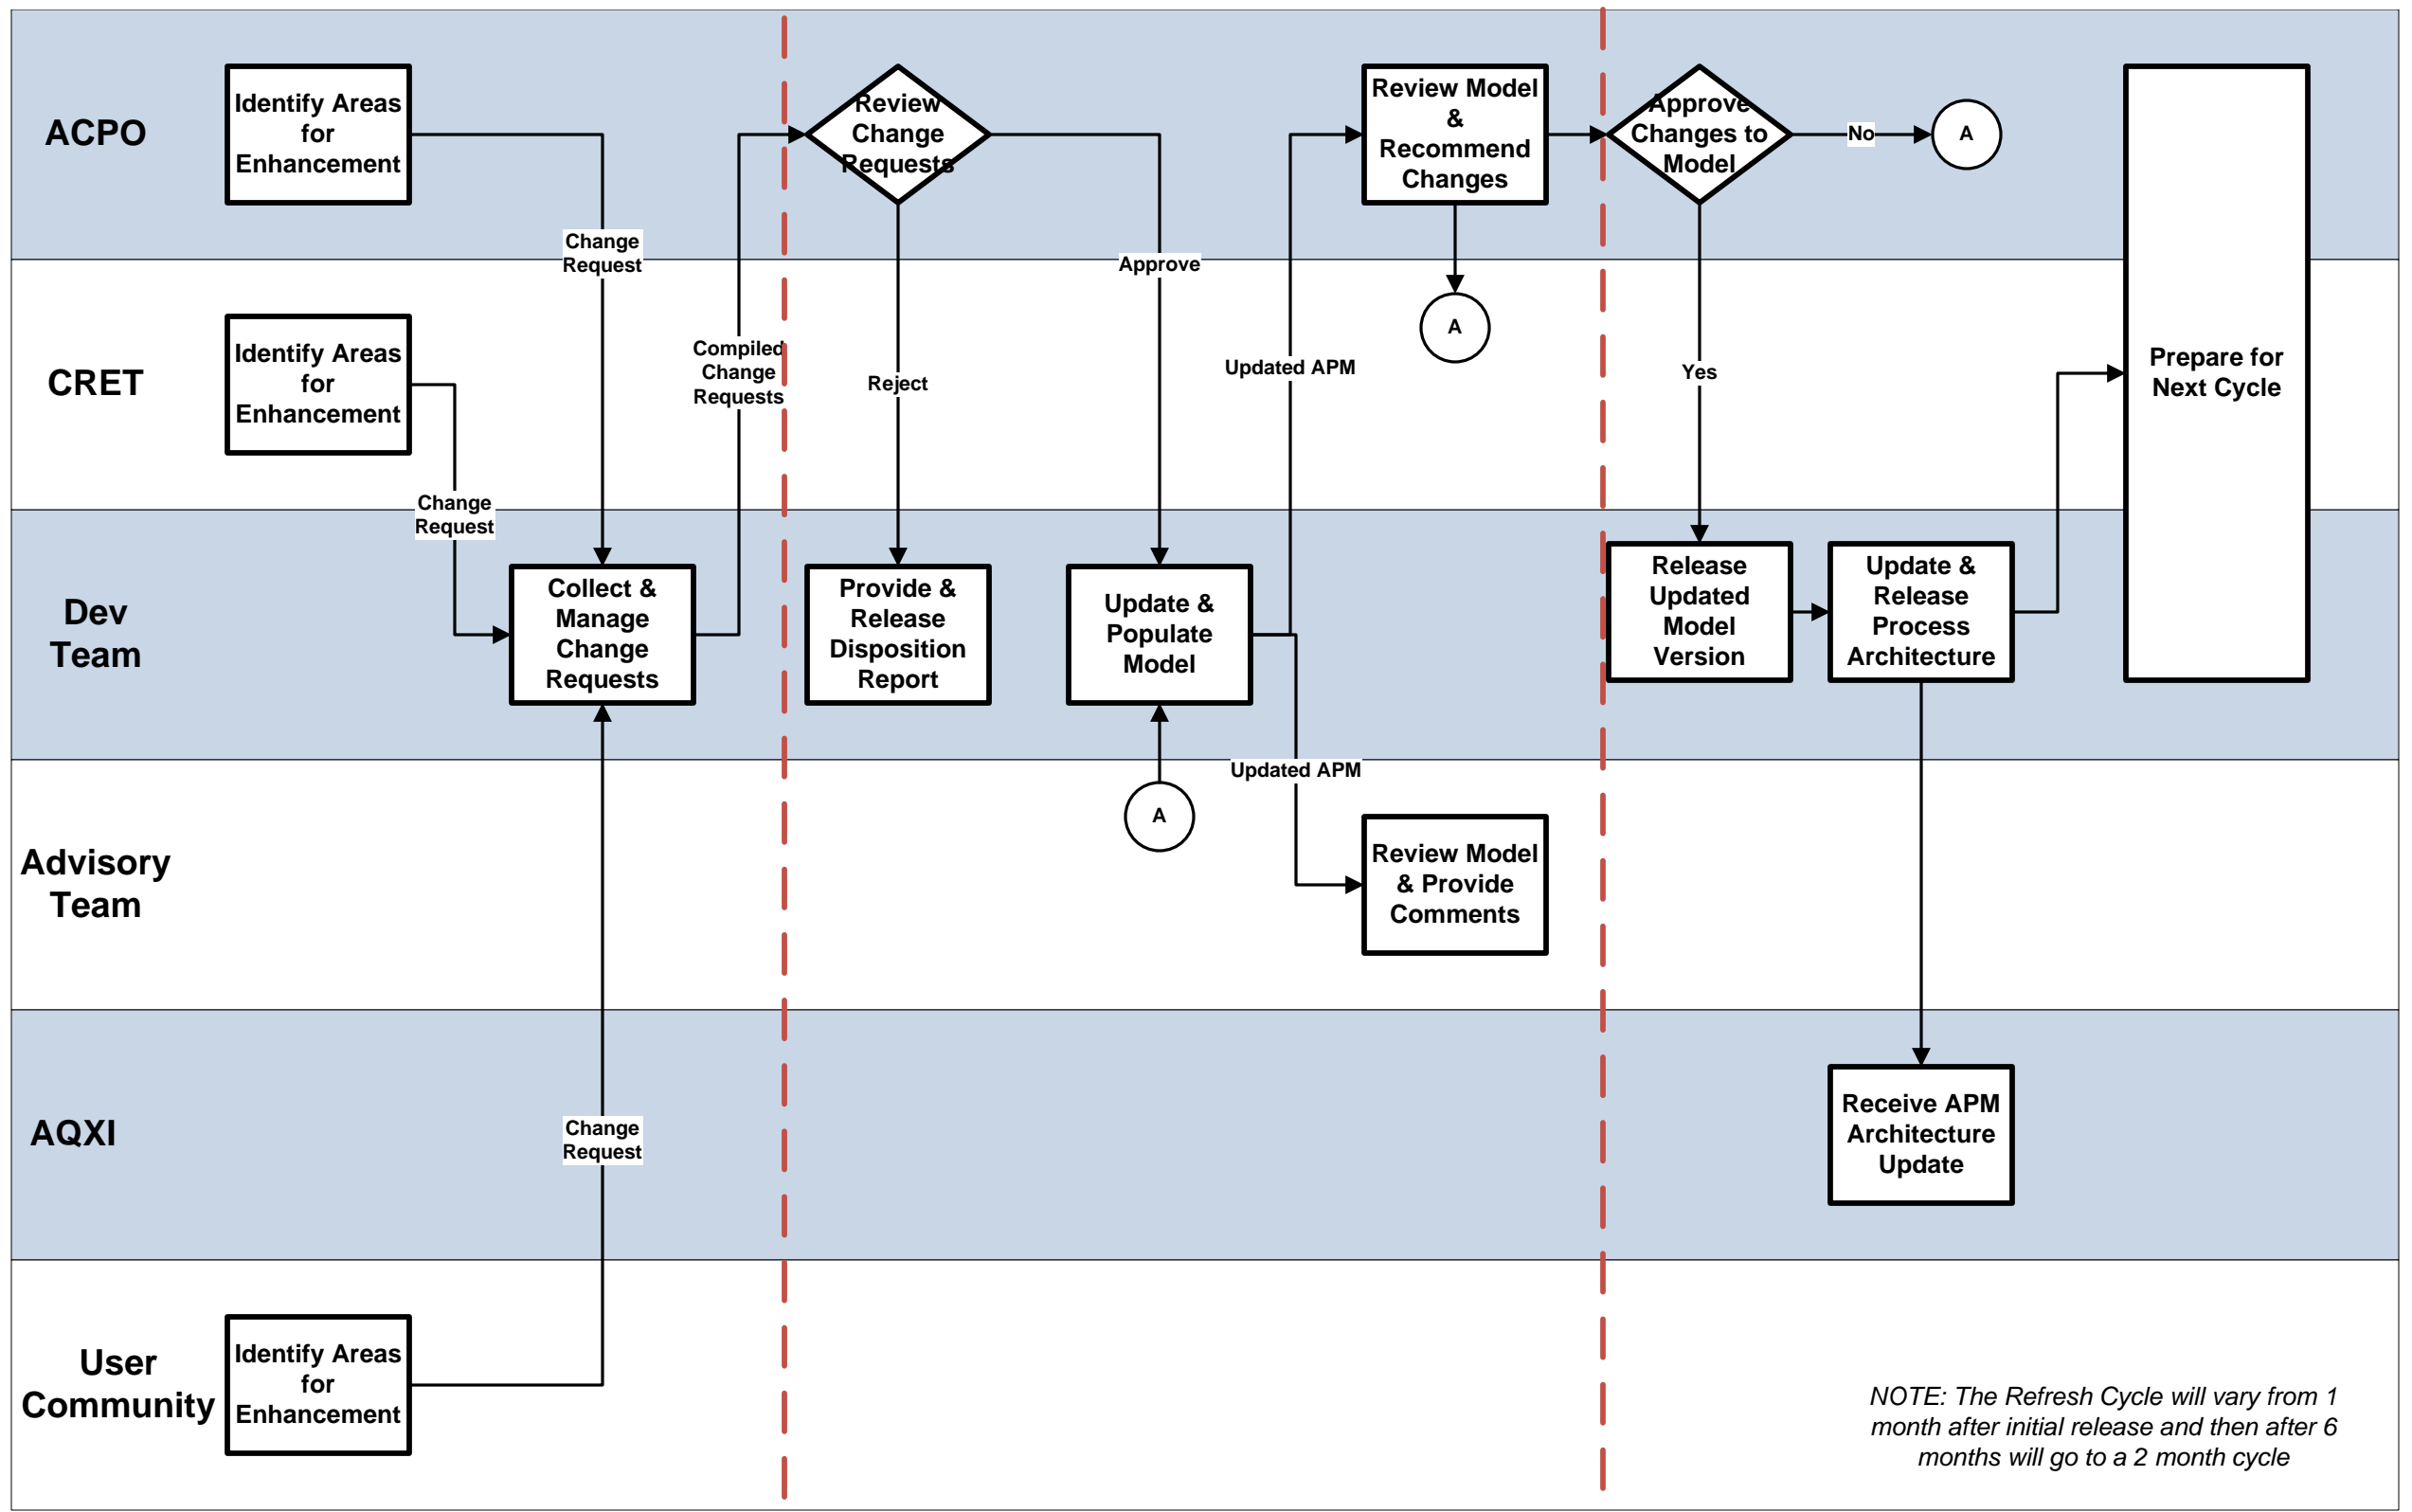 ACPO
Identify Areas
for
Enhancement
Change
Request
Review
Change
Requests
Approve
Review Model
&
Recommend
Changes
Approve
Changes to
Model
No
A
CRET
Identify Areas
for
Enhancement
Change
Request
Compiled
Change
Requests
Reject
Updated APM
A
Yes
Prepare for
Next Cycle
Dev
Team
Collect &
Manage
Change
Requests
Provide &
Release
Disposition
Report
Update &
Populate
Model
Release
Updated
Model
Version
Update &
Release
Process
Architecture
Advisory
Team
A
Updated APM
Review Model
& Provide
Comments
AQXI
Change
Request
Receive APM
Architecture
Update
User
Community
Identify Areas
for
Enhancement
NOTE: The Refresh Cycle will vary from 1
month after initial release and then after 6
months will go to a 2 month cycle